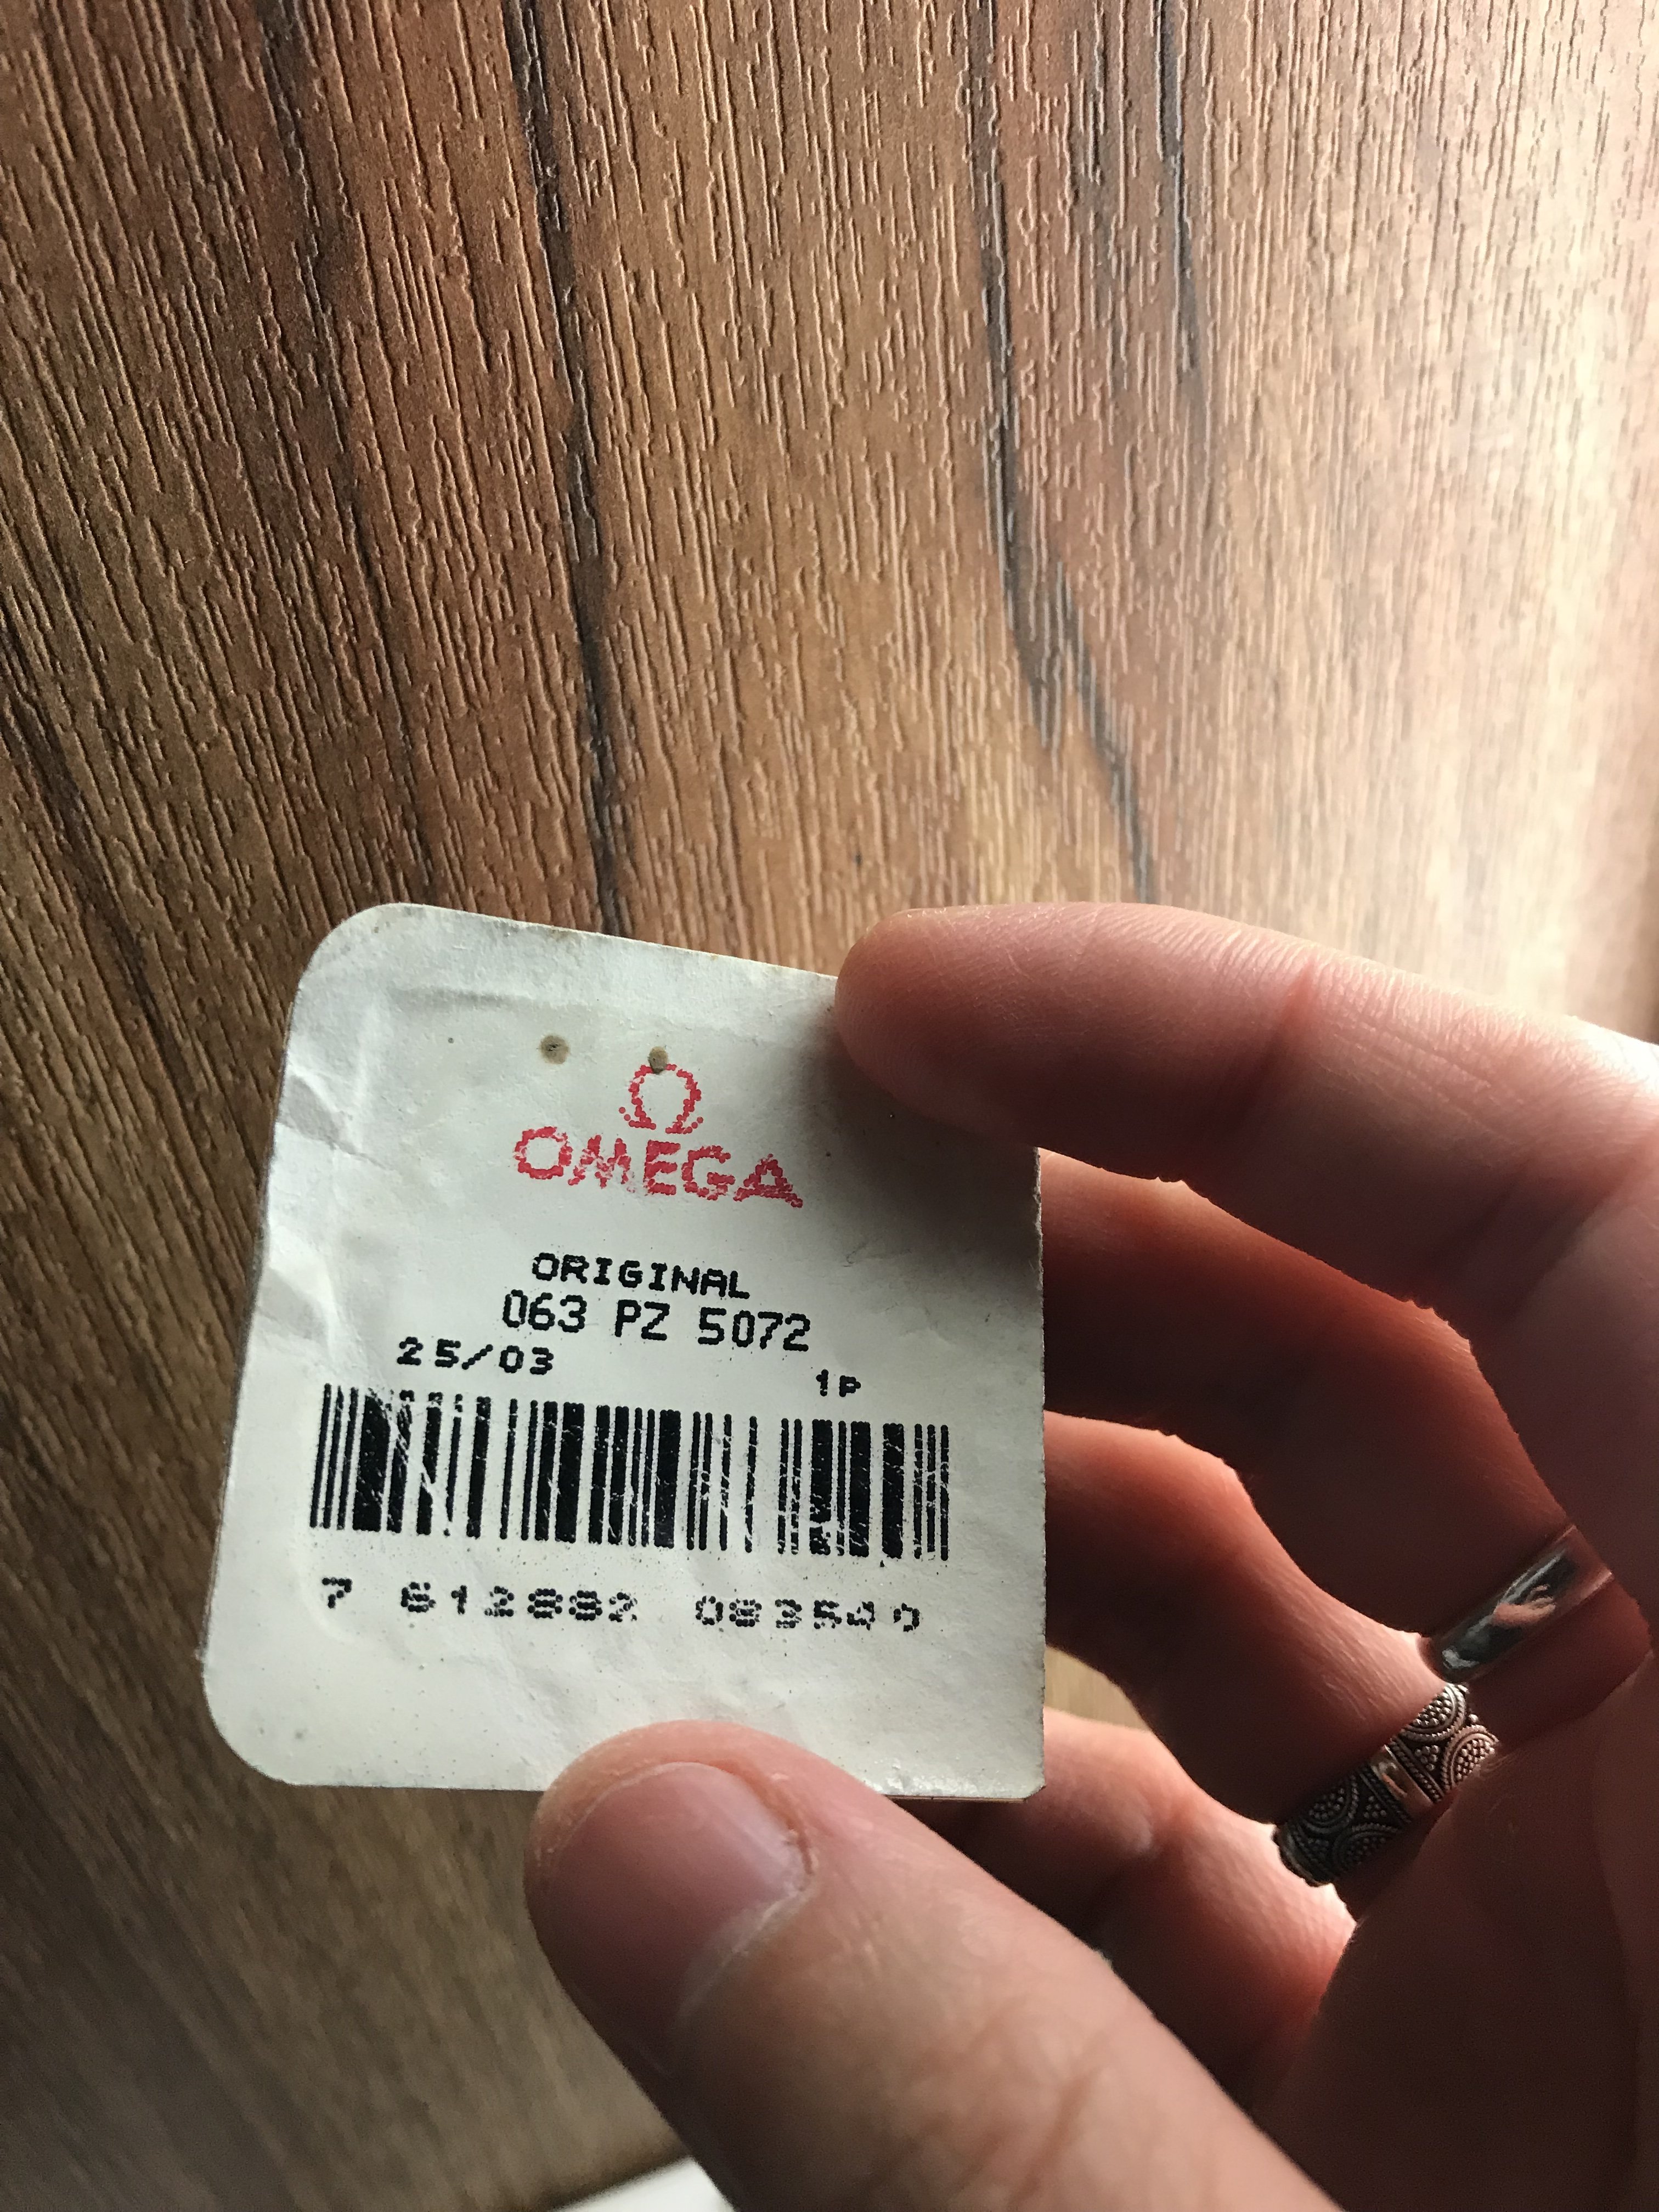 Ω
OMEGA
ORIGINAL
063 PZ 5072
25/03 1P
7 612882 083540